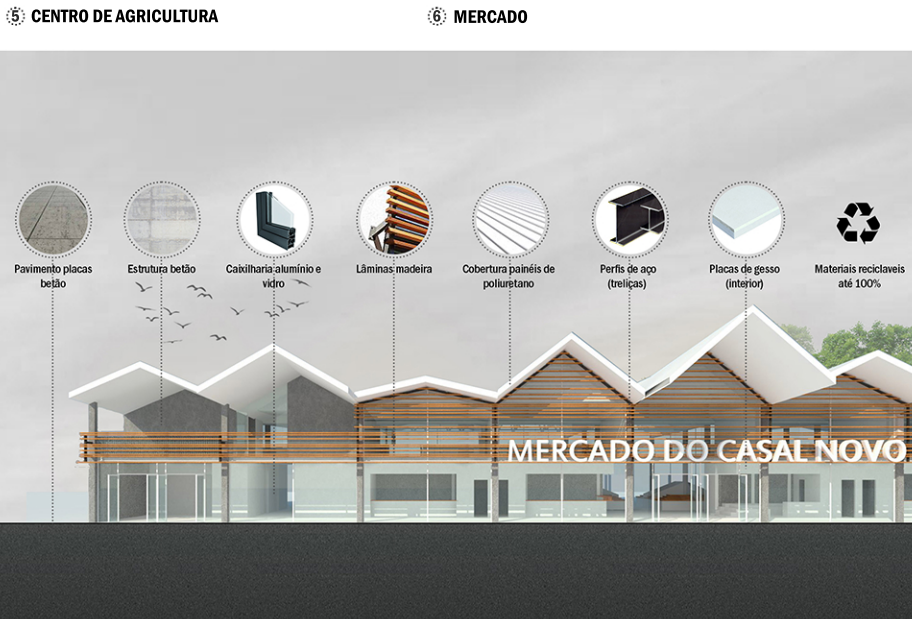 5 CENTRO DE AGRICULTURA
6 MERCADO
Pavimento placas
betão
Estrutura betão
Caixilharia alumínio e
vidro
Lâminas madeira
Cobertura painéis de
poliuretano
Perfis de aço
(treliças)
Placas de gesso
(interior)
Materiais reciclaveis
até 100%
MERCADO DO CASAL NOVO